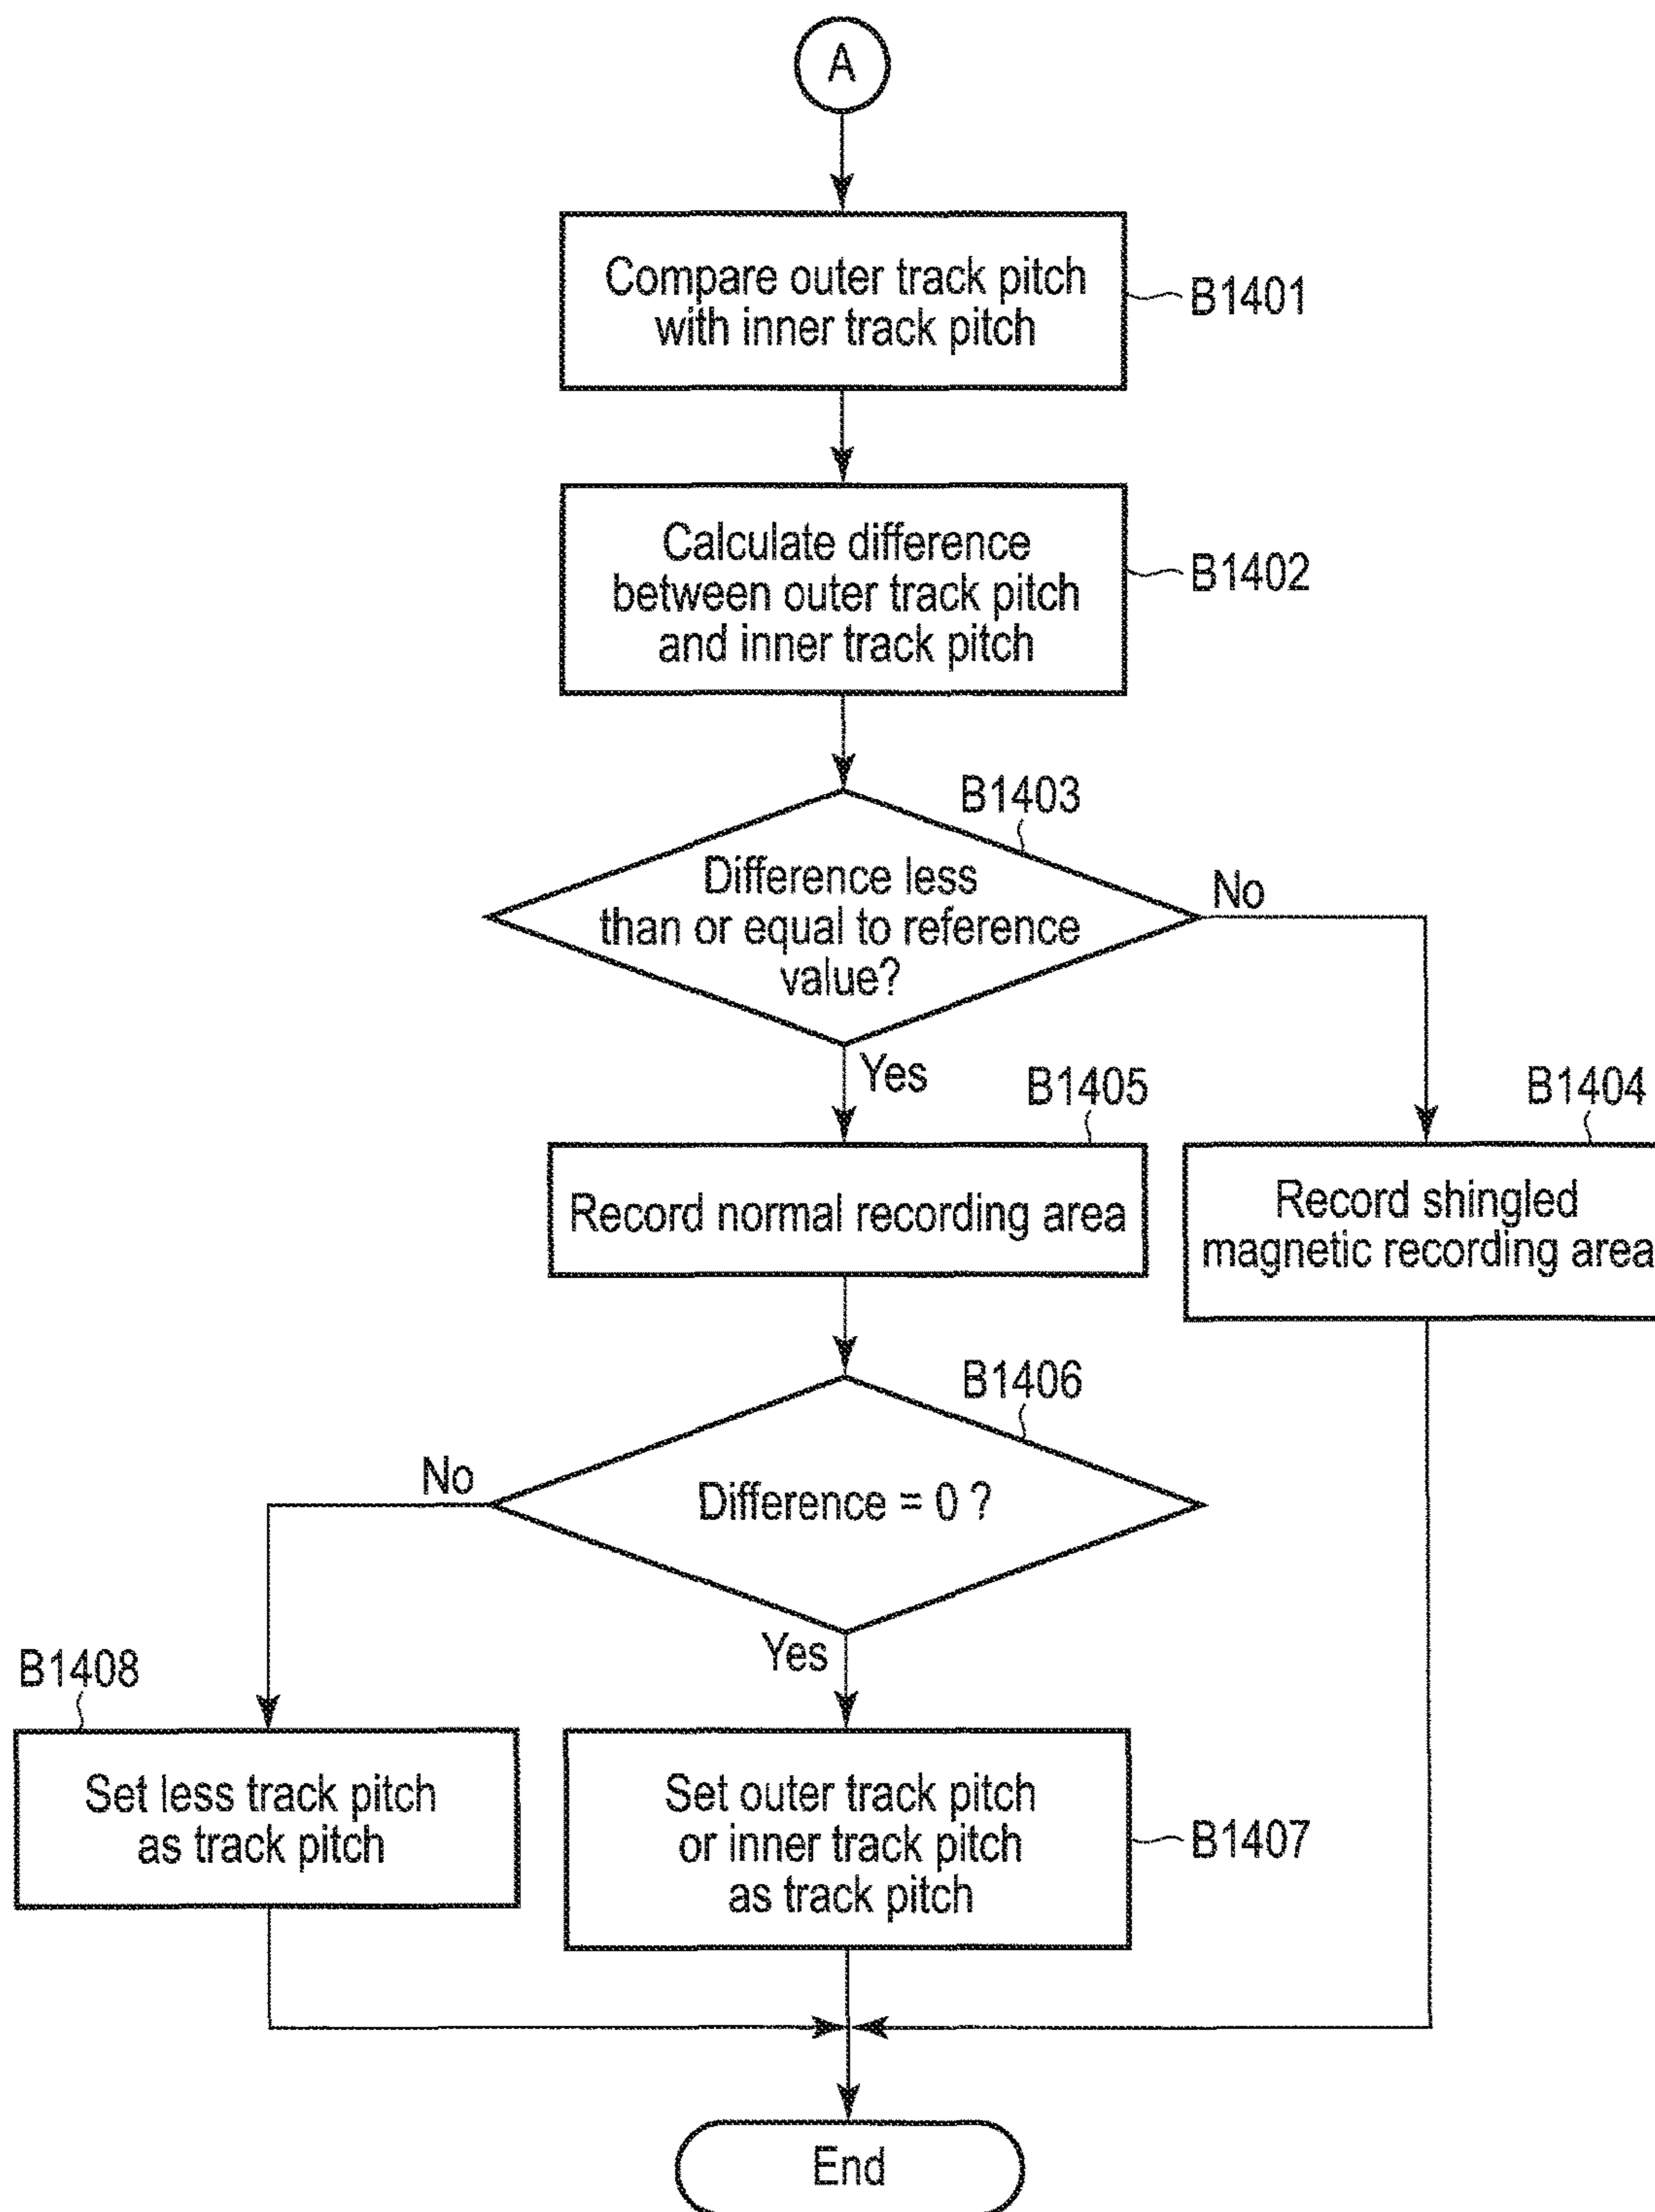 A
Compare outer track pitch
with inner track pitch
B1401
Calculate difference
between outer track pitch
and inner track pitch
B1402
B1403
Difference less
than or equal to reference
value?
No
Yes
B1405
B1404
Record normal recording area
Record shingled
magnetic recording area
B1406
No
Difference = 0 ?
Yes
B1408
Set less track pitch
as track pitch
Set outer track pitch
or inner track pitch
as track pitch
B1407
End